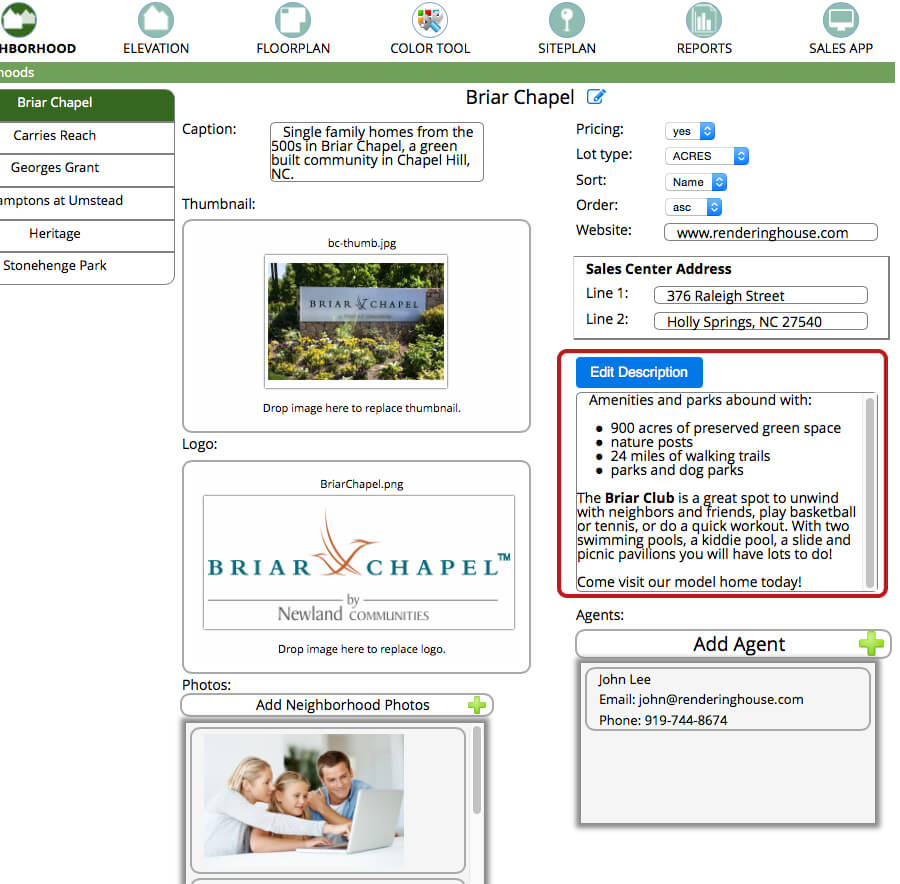 HBORHOOD
ELEVATION
FLOORPLAN
COLOR TOOL
SITEPLAN
REPORTS
SALES APP
hoods
Briar Chapel
Carries Reach
Georges Grant
amptons at Umstead
Heritage
Stonehenge Park
Briar Chapel
Caption:
Single family homes from the
500s in Briar Chapel, a green
built community in Chapel Hill,
NC.
Thumbnail:
bc-thumb.jpg
BRIAR CHAPEL
Drop image here to replace thumbnail.
Logo:
BriarChapel.png
BRIAR CHAPEL™
by
Newland COMMUNITIES
Drop image here to replace logo.
Photos:
Add Neighborhood Photos
Pricing: yes
Lot type: ACRES
Sort: Name
Order: asc
Website: www.renderinghouse.com
Sales Center Address
Line 1: 376 Raleigh Street
Line 2: Holly Springs, NC 27540
Edit Description
Amenities and parks abound with:
• 900 acres of preserved green space
• nature posts
• 24 miles of walking trails
• parks and dog parks
The Briar Club is a great spot to unwind
with neighbors and friends, play basketball
or tennis, or do a quick workout. With two
swimming pools, a kiddie pool, a slide and
picnic pavilions you will have lots to do!
Come visit our model home today!
Agents:
Add Agent
John Lee
Email: john@renderinghouse.com
Phone: 919-744-8674